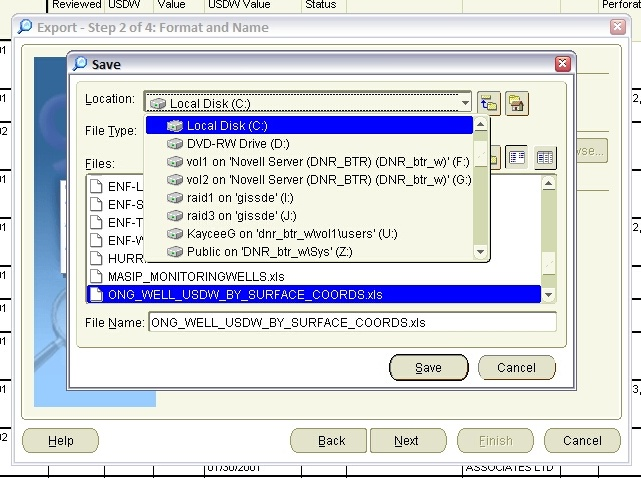 Reviewed USDW Value USDW Value Status
Export - Step 2 of 4: Format and Name
Save
Location: Local Disk (C:)
File Type:
Files:
Local Disk (C:)
DVD-RW Drive (D:)
vol1 on 'Novell Server (DNR_BTR) (DNR_btr_w)' (F:)
vol2 on 'Novell Server (DNR_BTR) (DNR_btr_w)' (G:)
raid1 on 'gissde' (I:)
raid3 on 'gissde' (J:)
KayceeG on 'dnr_btr_w\vol1\users' (U:)
Public on 'DNR_btr_w\Sys' (Z:)
ENF-L
ENF-S
ENF-T
ENF-W
HURR
MASIP_MONITORINGWELLS.xls
ONG_WELL_USDW_BY_SURFACE_COORDS.xls
File Name: ONG_WELL_USDW_BY_SURFACE_COORDS.xls
Save Cancel
Help Back Next Finish Cancel
01/30/2001 ASSOCIATES LTD